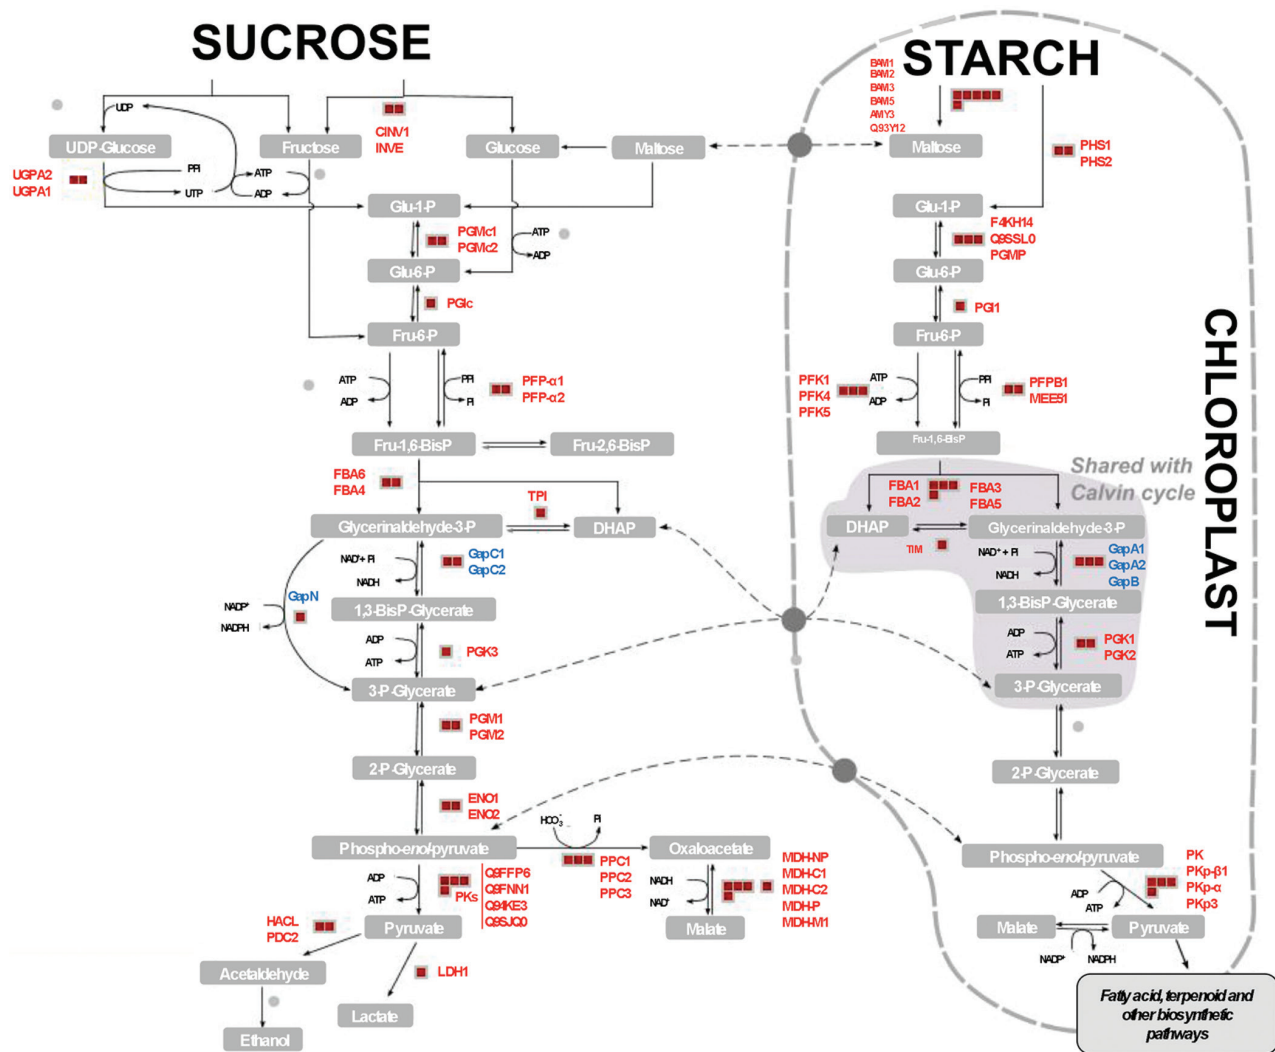 SUCROSE
STARCH
UDP
UDP-Glucose
Fructose
CINV1
INVE
Glucose
Maltose
BAM1
BAM2
BAM3
BAM5
AMY3
Q93Y12
Maltose
PHS1
PHS2
UGPA2
UGPA1
PPi
UTP
ATP
ADP
Glu-1-P
PGMc1
PGMc2
ATP
ADP
Glu-6-P
PGIc
Fru-6-P
Glu-1-P
F4KH14
Q9SSL0
PGMP
Glu-6-P
PGI1
Fru-6-P
ATP
ADP
PPi
Pi
PFP-α1
PFP-α2
PFK1
PFK4
PFK5
ATP
ADP
PPi
Pi
PFPB1
MEE51
Fru-1,6-BisP
Fru-2,6-BisP
Fru-1,6-BisP
CHLOROPLAST
Shared with
Calvin cycle
FBA6
FBA4
TPI
Glycerinaldehyde-3-P
DHAP
FBA1
FBA2
FBA3
FBA5
DHAP
Glycerinaldehyde-3-P
TIM
NAD⁺+ Pi
NADH
GapC1
GapC2
NAD⁺ + Pi
NADH
GapA1
GapA2
GapB
NADP⁺
NADPH
GapN
1,3-BisP-Glycerate
1,3-BisP-Glycerate
ADP
ATP
PGK3
ADP
ATP
PGK1
PGK2
3-P-Glycerate
3-P-Glycerate
PGM1
PGM2
2-P-Glycerate
2-P-Glycerate
ENO1
ENO2
HCO₃⁻
Pi
Phospho-enol-pyruvate
Oxaloacetate
Phospho-enol-pyruvate
PPC1
PPC2
PPC3
ADP
ATP
PKs
Q9FFP6
Q9FNN1
Q94KE3
Q9SJQ0
NADH
NAD⁺
MDH-NP
MDH-C1
MDH-C2
MDH-P
MDH-M1
PK
PKp-β1
PKp-α
PKp3
ADP
ATP
HACL
PDC2
Pyruvate
Malate
Malate
Pyruvate
NADP⁺
NADPH
Acetaldehyde
LDH1
Lactate
Ethanol
Fatty acid, terpenoid and
other biosynthetic
pathways